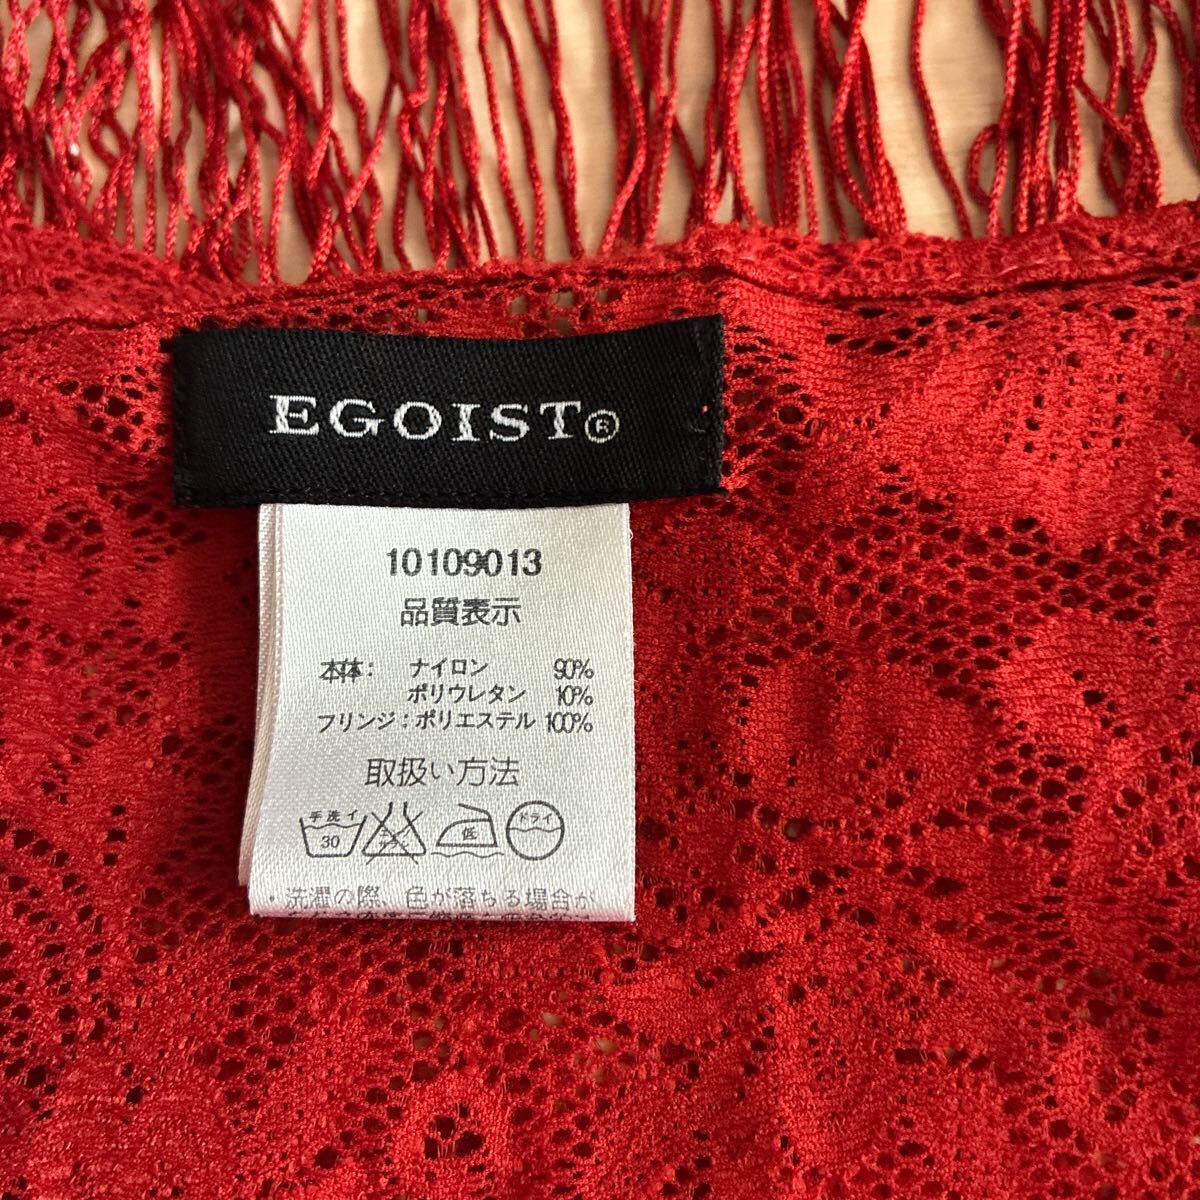 EGOIST®
10109013
品質表示
本体: ナイロン 90%
ポリウレタン 10%
フリンジ:ポリエステル 100%
取扱い方法
手洗イ 30 低 ドライ
・洗濯の際、色が落ちる場合が